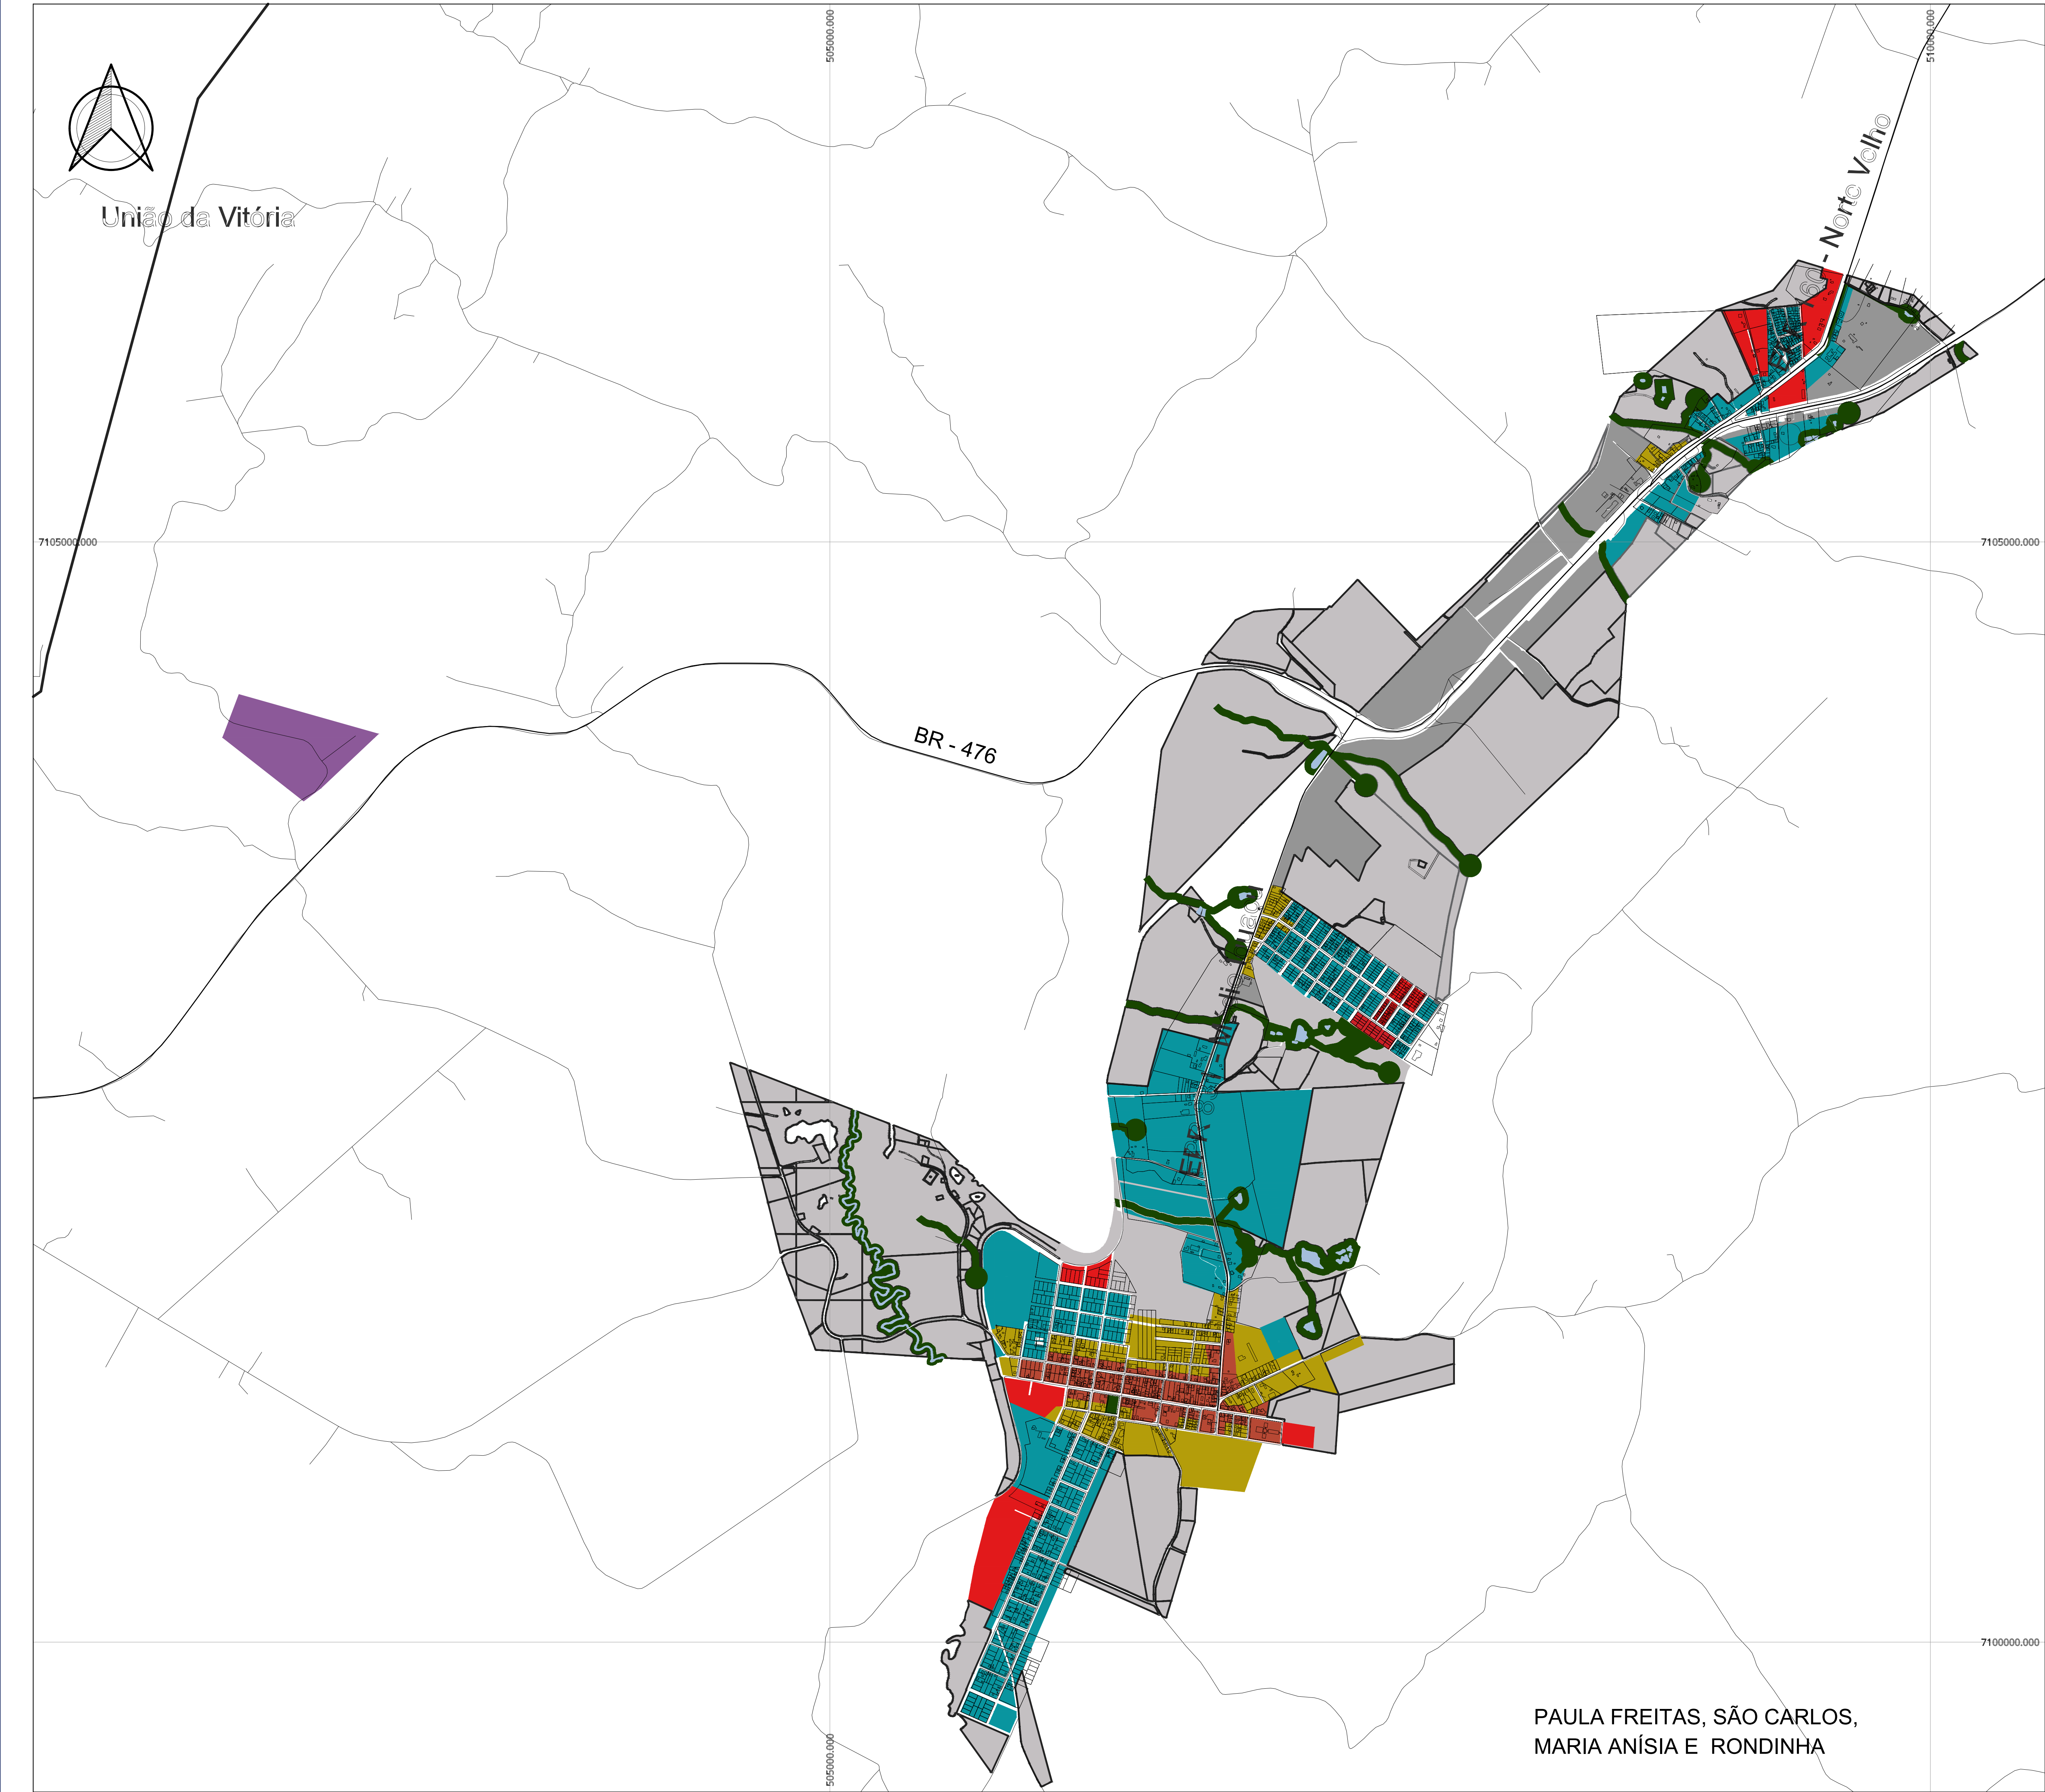 505000.000
510000.000
União da Vitória
- Norte Velho
7105000.000
7105000.000
BR - 476
7100000.000
505000.000
PAULA FREITAS, SÃO CARLOS,
MARIA ANÍSIA E RONDINHA